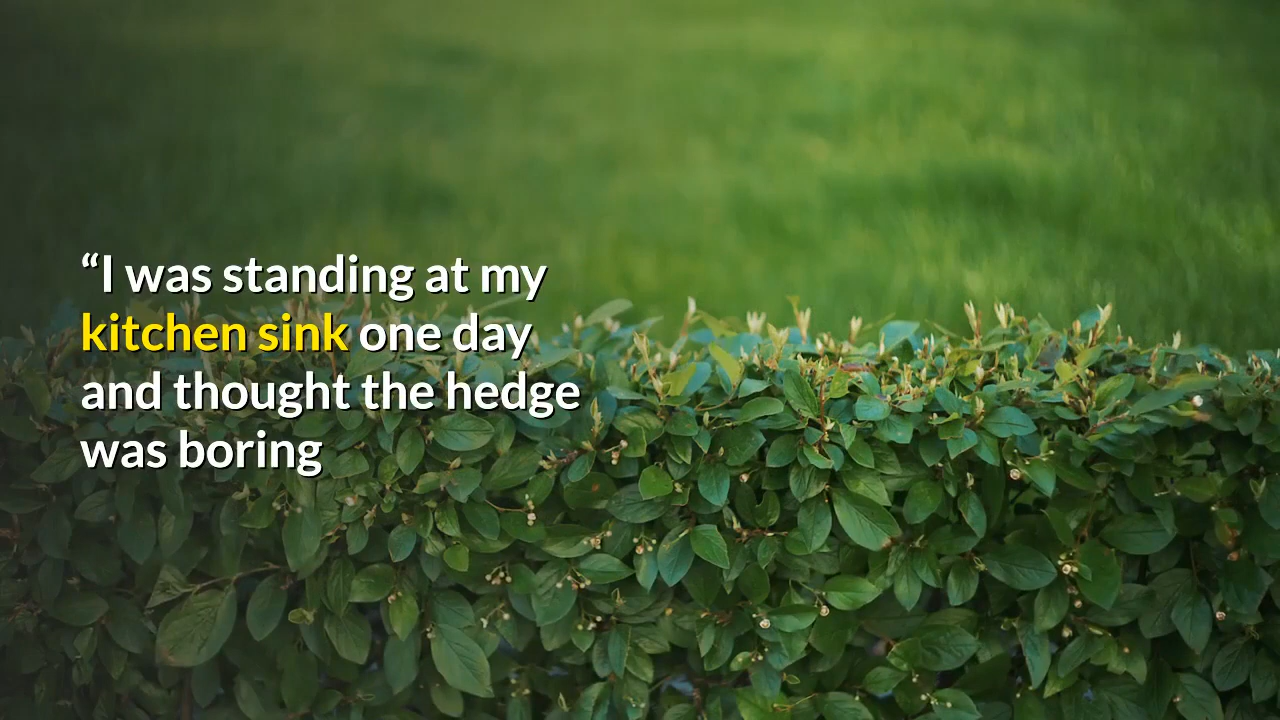 “I was standing at my
kitchen sink one day
and thought the hedge
was boring